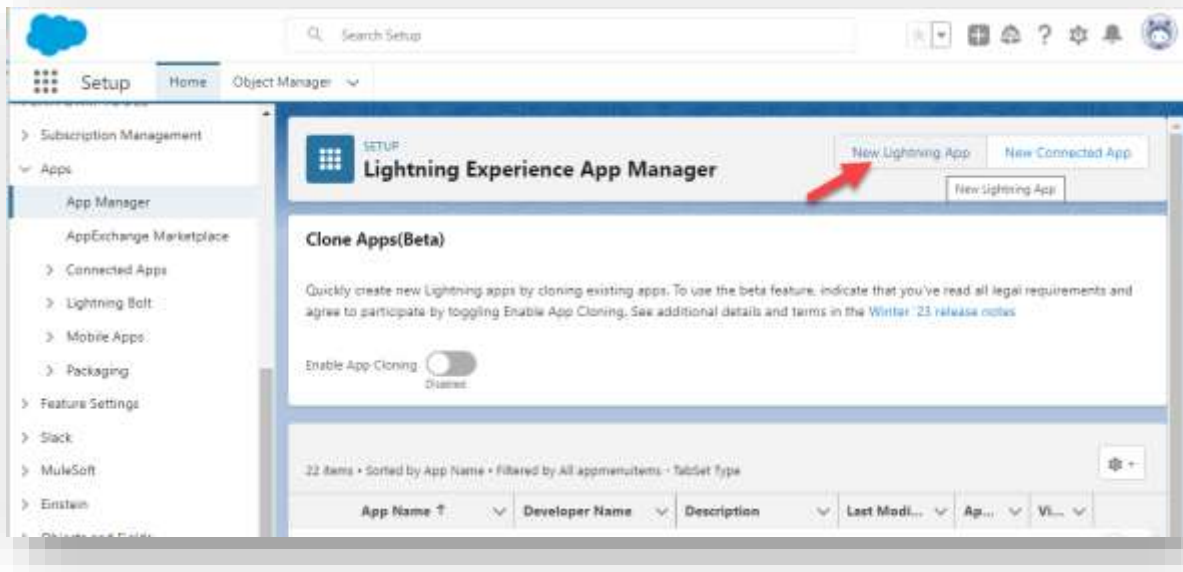 Search Setup
Setup
Home
Object Manager
Subscription Management
Apps
App Manager
AppExchange Marketplace
Connected Apps
Lightning Bolt
Mobile Apps
Packaging
Feature Settings
Slack
MuleSoft
Einstein
Objects and Fields
SETUP
Lightning Experience App Manager
New Lightning App
New Connected App
New Lightning App
Clone Apps(Beta)
Quickly create new Lightning apps by cloning existing apps. To use the beta feature, indicate that you've read all legal requirements and
agree to participate by toggling Enable App Cloning. See additional details and terms in the Winter '23 release notes
Enable App Cloning
Disabled
22 items • Sorted by App Name • Filtered by All appmenuitems - TabSet Type
App Name ↑
Developer Name
Description
Last Modi...
Ap...
Vi...